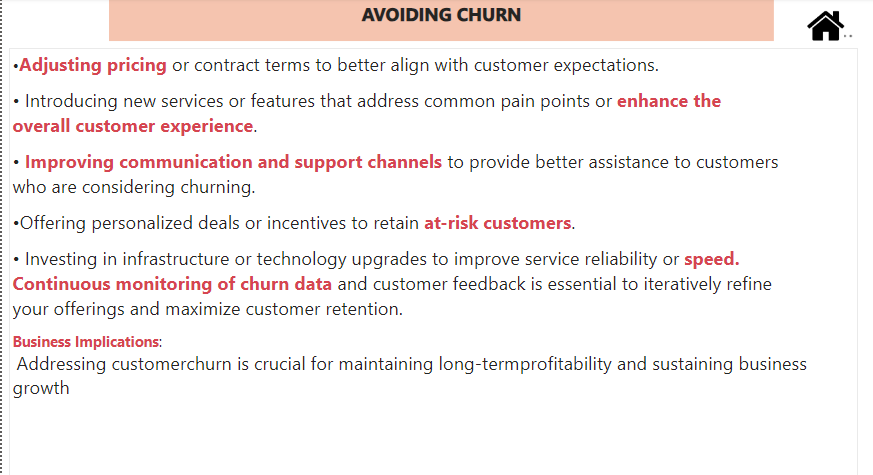 AVOIDING CHURN
..
•Adjusting pricing or contract terms to better align with customer expectations.
• Introducing new services or features that address common pain points or enhance the
overall customer experience.
• Improving communication and support channels to provide better assistance to customers
who are considering churning.
•Offering personalized deals or incentives to retain at-risk customers.
• Investing in infrastructure or technology upgrades to improve service reliability or speed.
Continuous monitoring of churn data and customer feedback is essential to iteratively refine
your offerings and maximize customer retention.
Business Implications:
Addressing customerchurn is crucial for maintaining long-termprofitability and sustaining business
growth